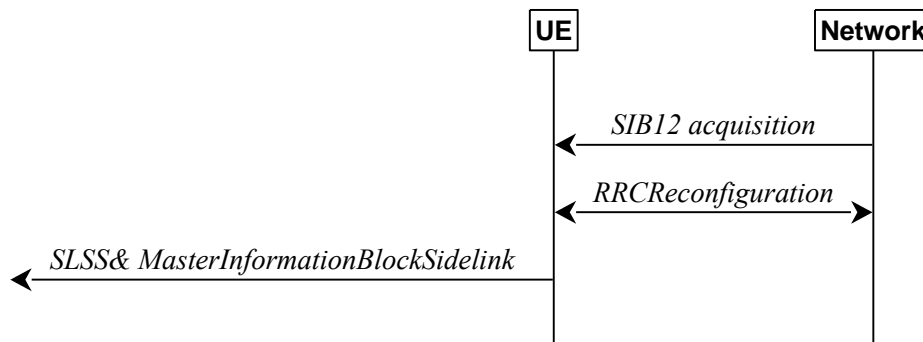 UE
Network
SIB12 acquisition
RRCReconfiguration
SLSS& MasterInformationBlockSidelink